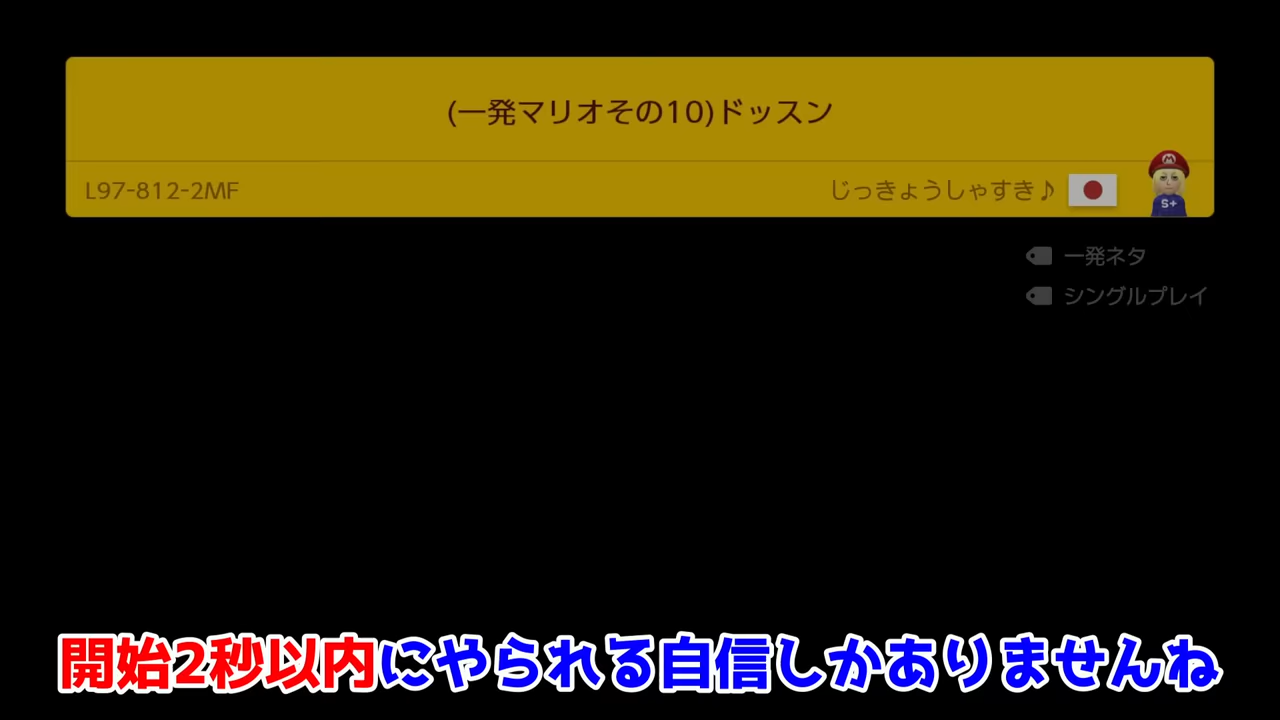 (一発マリオその10)ドッスン
L97-812-2MF
じっきょうしゃすき♪
M
S+
一発ネタ
シングルプレイ
開始2秒以内にやられる自信しかありませんね